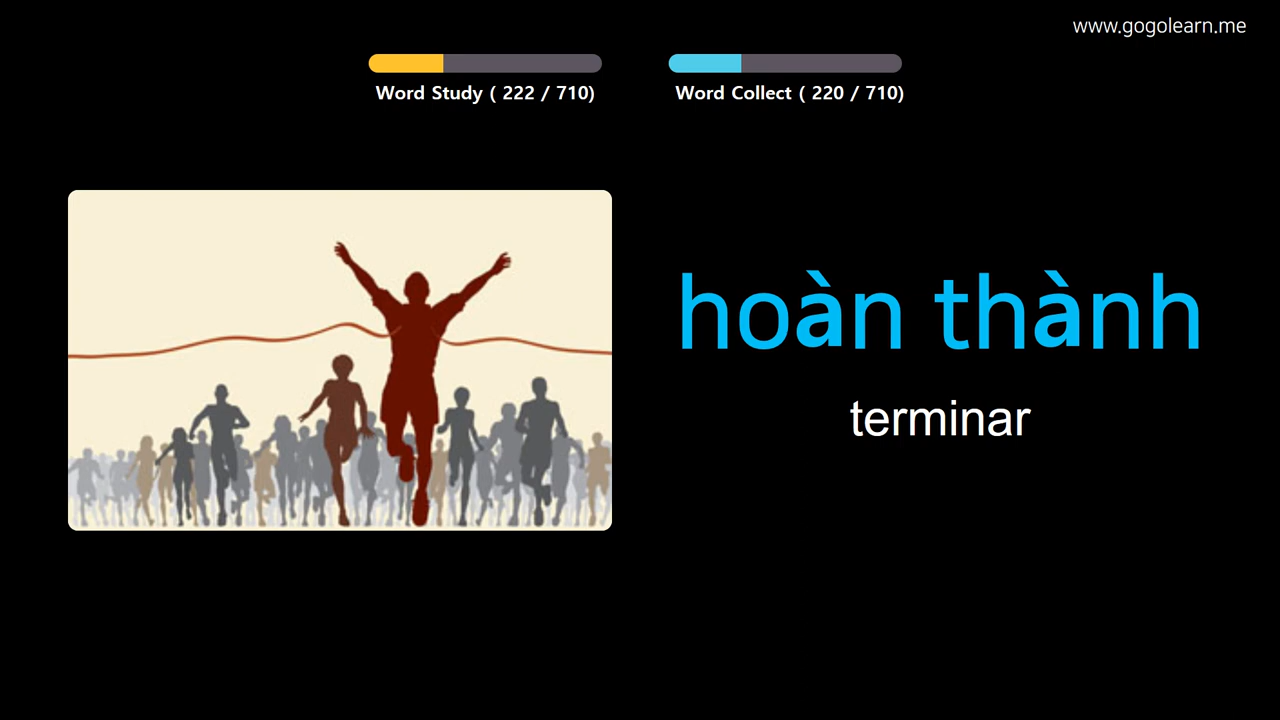 www.gogolearn.me
Word Study ( 222 / 710)
Word Collect ( 220 / 710)
hoàn thành
terminar